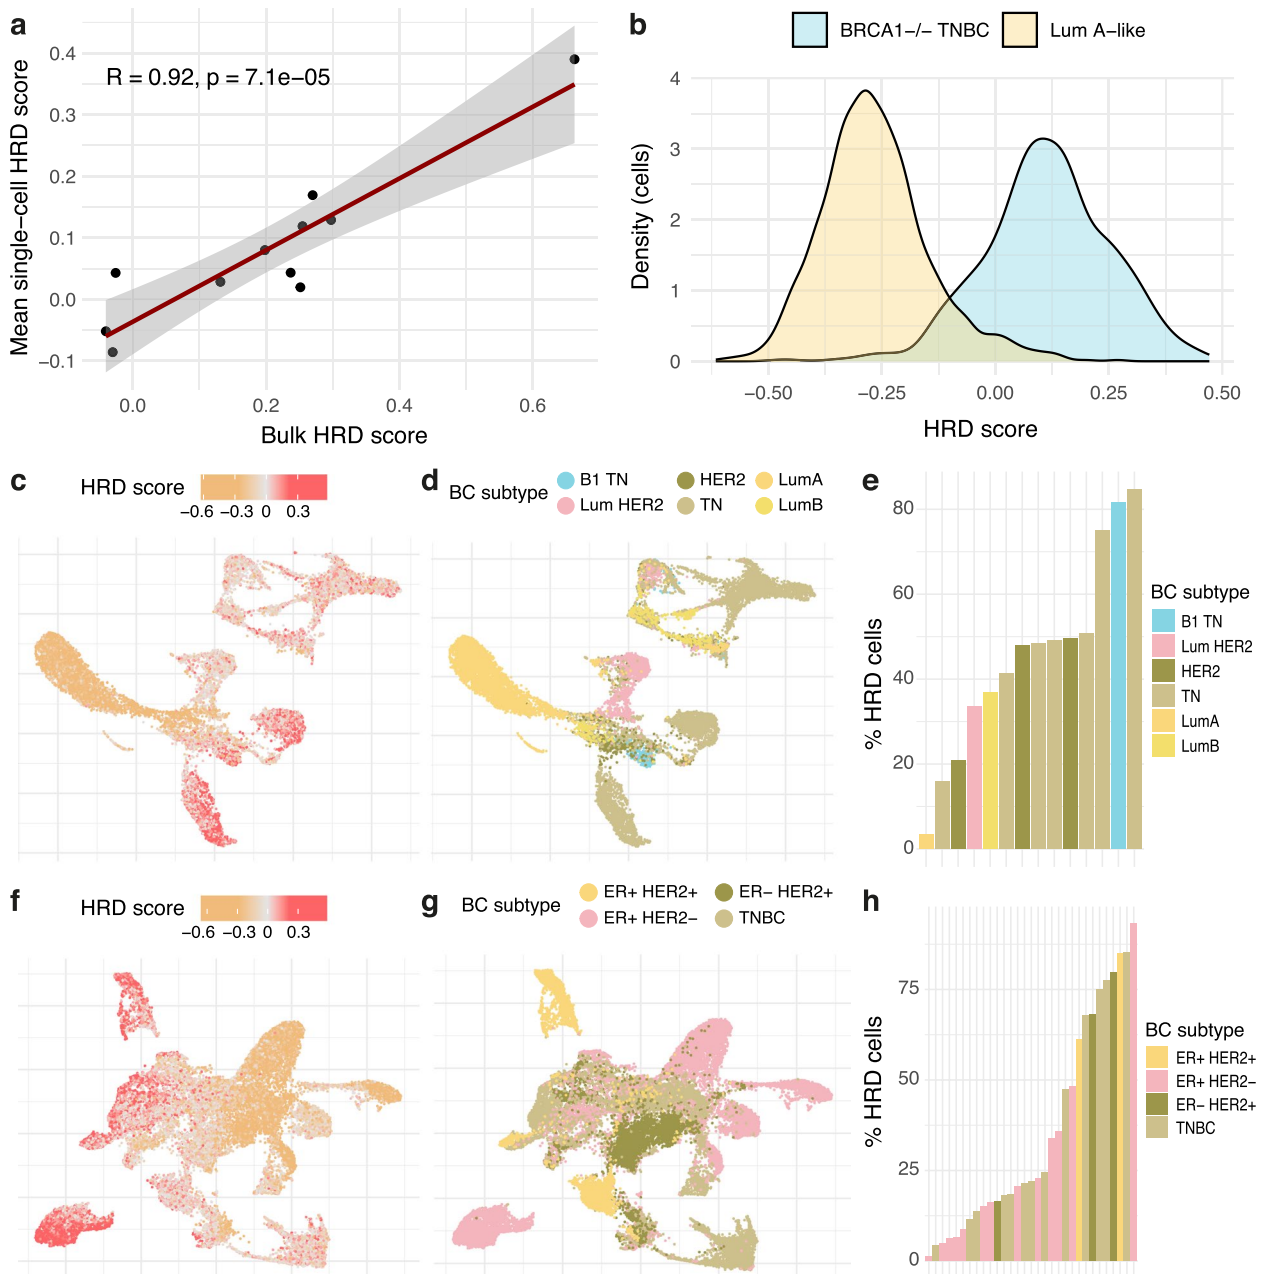 a
R = 0.92, p = 7.1e−05
Mean single−cell HRD score
0.4
0.3
0.2
0.1
0.0
−0.1
0.0 0.2 0.4 0.6
Bulk HRD score
b
BRCA1−/− TNBC Lum A−like
Density (cells)
4
3
2
1
0
−0.50 −0.25 0.00 0.25 0.50
HRD score
c
HRD score
−0.6 −0.3 0 0.3
d
BC subtype
B1 TN HER2 LumA
Lum HER2 TN LumB
e
% HRD cells
80
60
40
20
0
BC subtype
B1 TN
Lum HER2
HER2
TN
LumA
LumB
f
HRD score
−0.6 −0.3 0 0.3
g
BC subtype
ER+ HER2+ ER− HER2+
ER+ HER2− TNBC
h
% HRD cells
75
50
25
0
BC subtype
ER+ HER2+
ER+ HER2−
ER− HER2+
TNBC